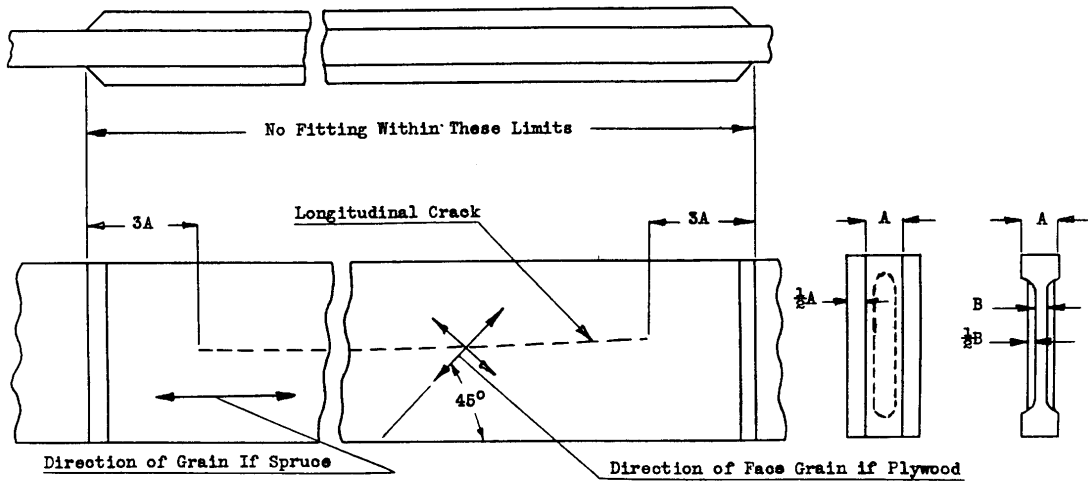 No Fitting Within These Limits
3A
Longitudinal Crack
3A
A
A
½A
B
½B
45°
Direction of Grain If Spruce
Direction of Face Grain if Plywood